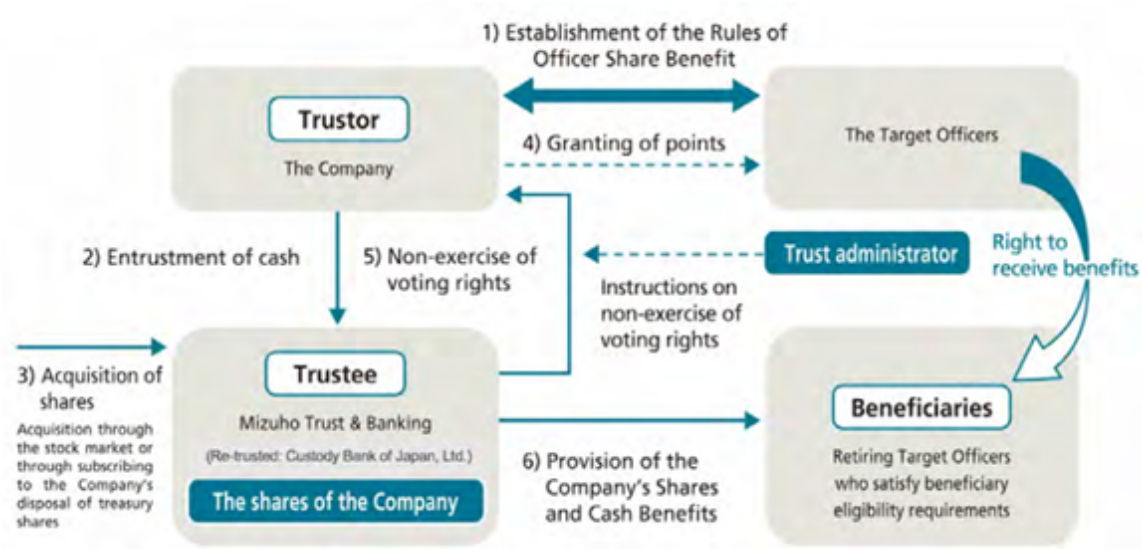 1) Establishment of the Rules of
Officer Share Benefit
Trustor
The Company
4) Granting of points
The Target Officers
2) Entrustment of cash
5) Non-exercise of
voting rights
Trust administrator
Instructions on
non-exercise of
voting rights
Right to
receive benefits
3) Acquisition of
shares
Acquisition through
the stock market or
through subscribing
to the Company's
disposal of treasury
shares
Trustee
Mizuho Trust & Banking
(Re-trusted: Custody Bank of Japan, Ltd.)
The shares of the Company
6) Provision of the
Company's Shares
and Cash Benefits
Beneficiaries
Retiring Target Officers
who satisfy beneficiary
eligibility requirements